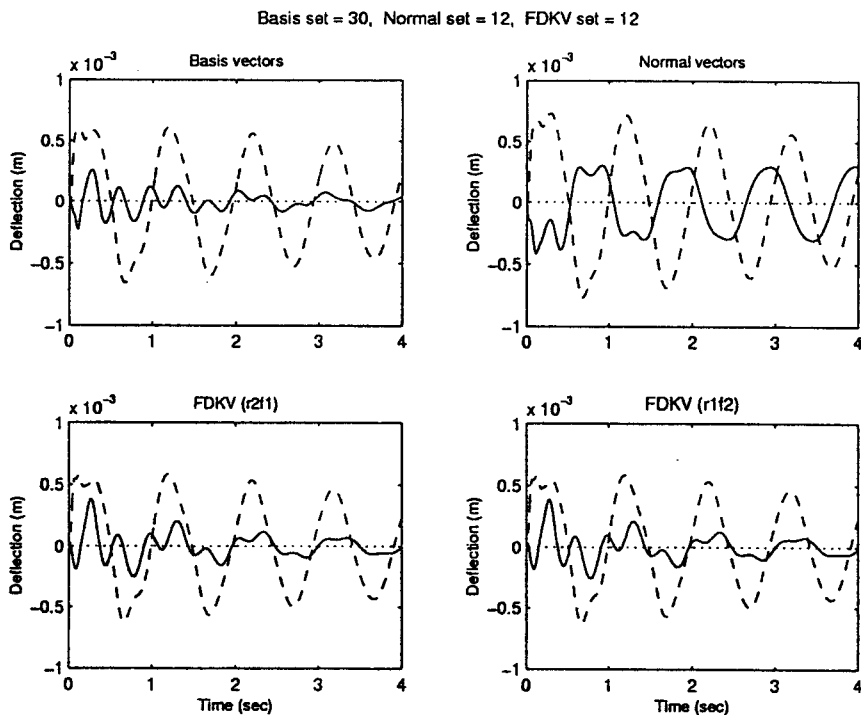 Basis set = 30, Normal set = 12, FDKV set = 12
x 10⁻³
Basis vectors
1
0.5
0
−0.5
−1
Deflection (m)
0 1 2 3 4
x 10⁻³
Normal vectors
1
0.5
0
−0.5
−1
Deflection (m)
0 1 2 3 4
x 10⁻³
FDKV (r2f1)
1
0.5
0
−0.5
−1
Deflection (m)
0 1 2 3 4
Time (sec)
x 10⁻³
FDKV (r1f2)
1
0.5
0
−0.5
−1
Deflection (m)
0 1 2 3 4
Time (sec)